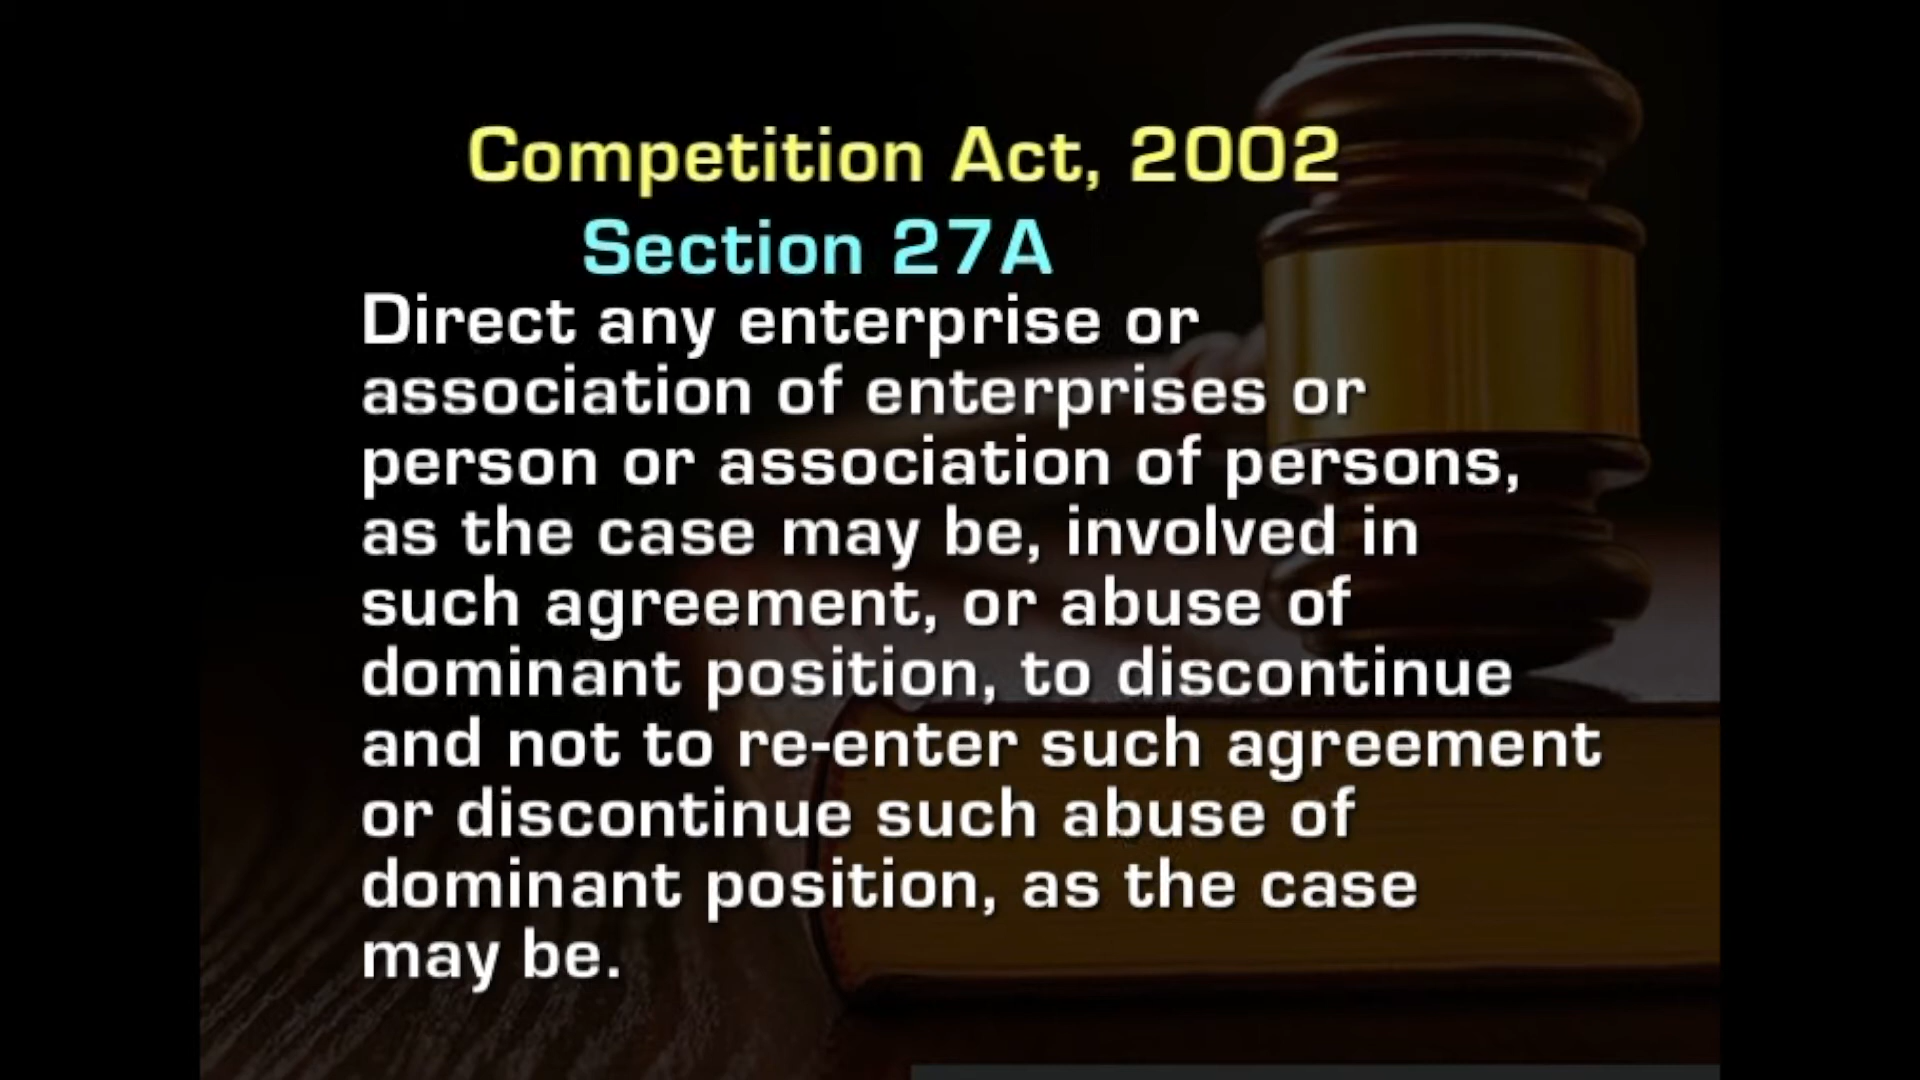 Competition Act, 2002
Section 27A
Direct any enterprise or
association of enterprises or
person or association of persons,
as the case may be, involved in
such agreement, or abuse of
dominant position, to discontinue
and not to re-enter such agreement
or discontinue such abuse of
dominant position, as the case
may be.